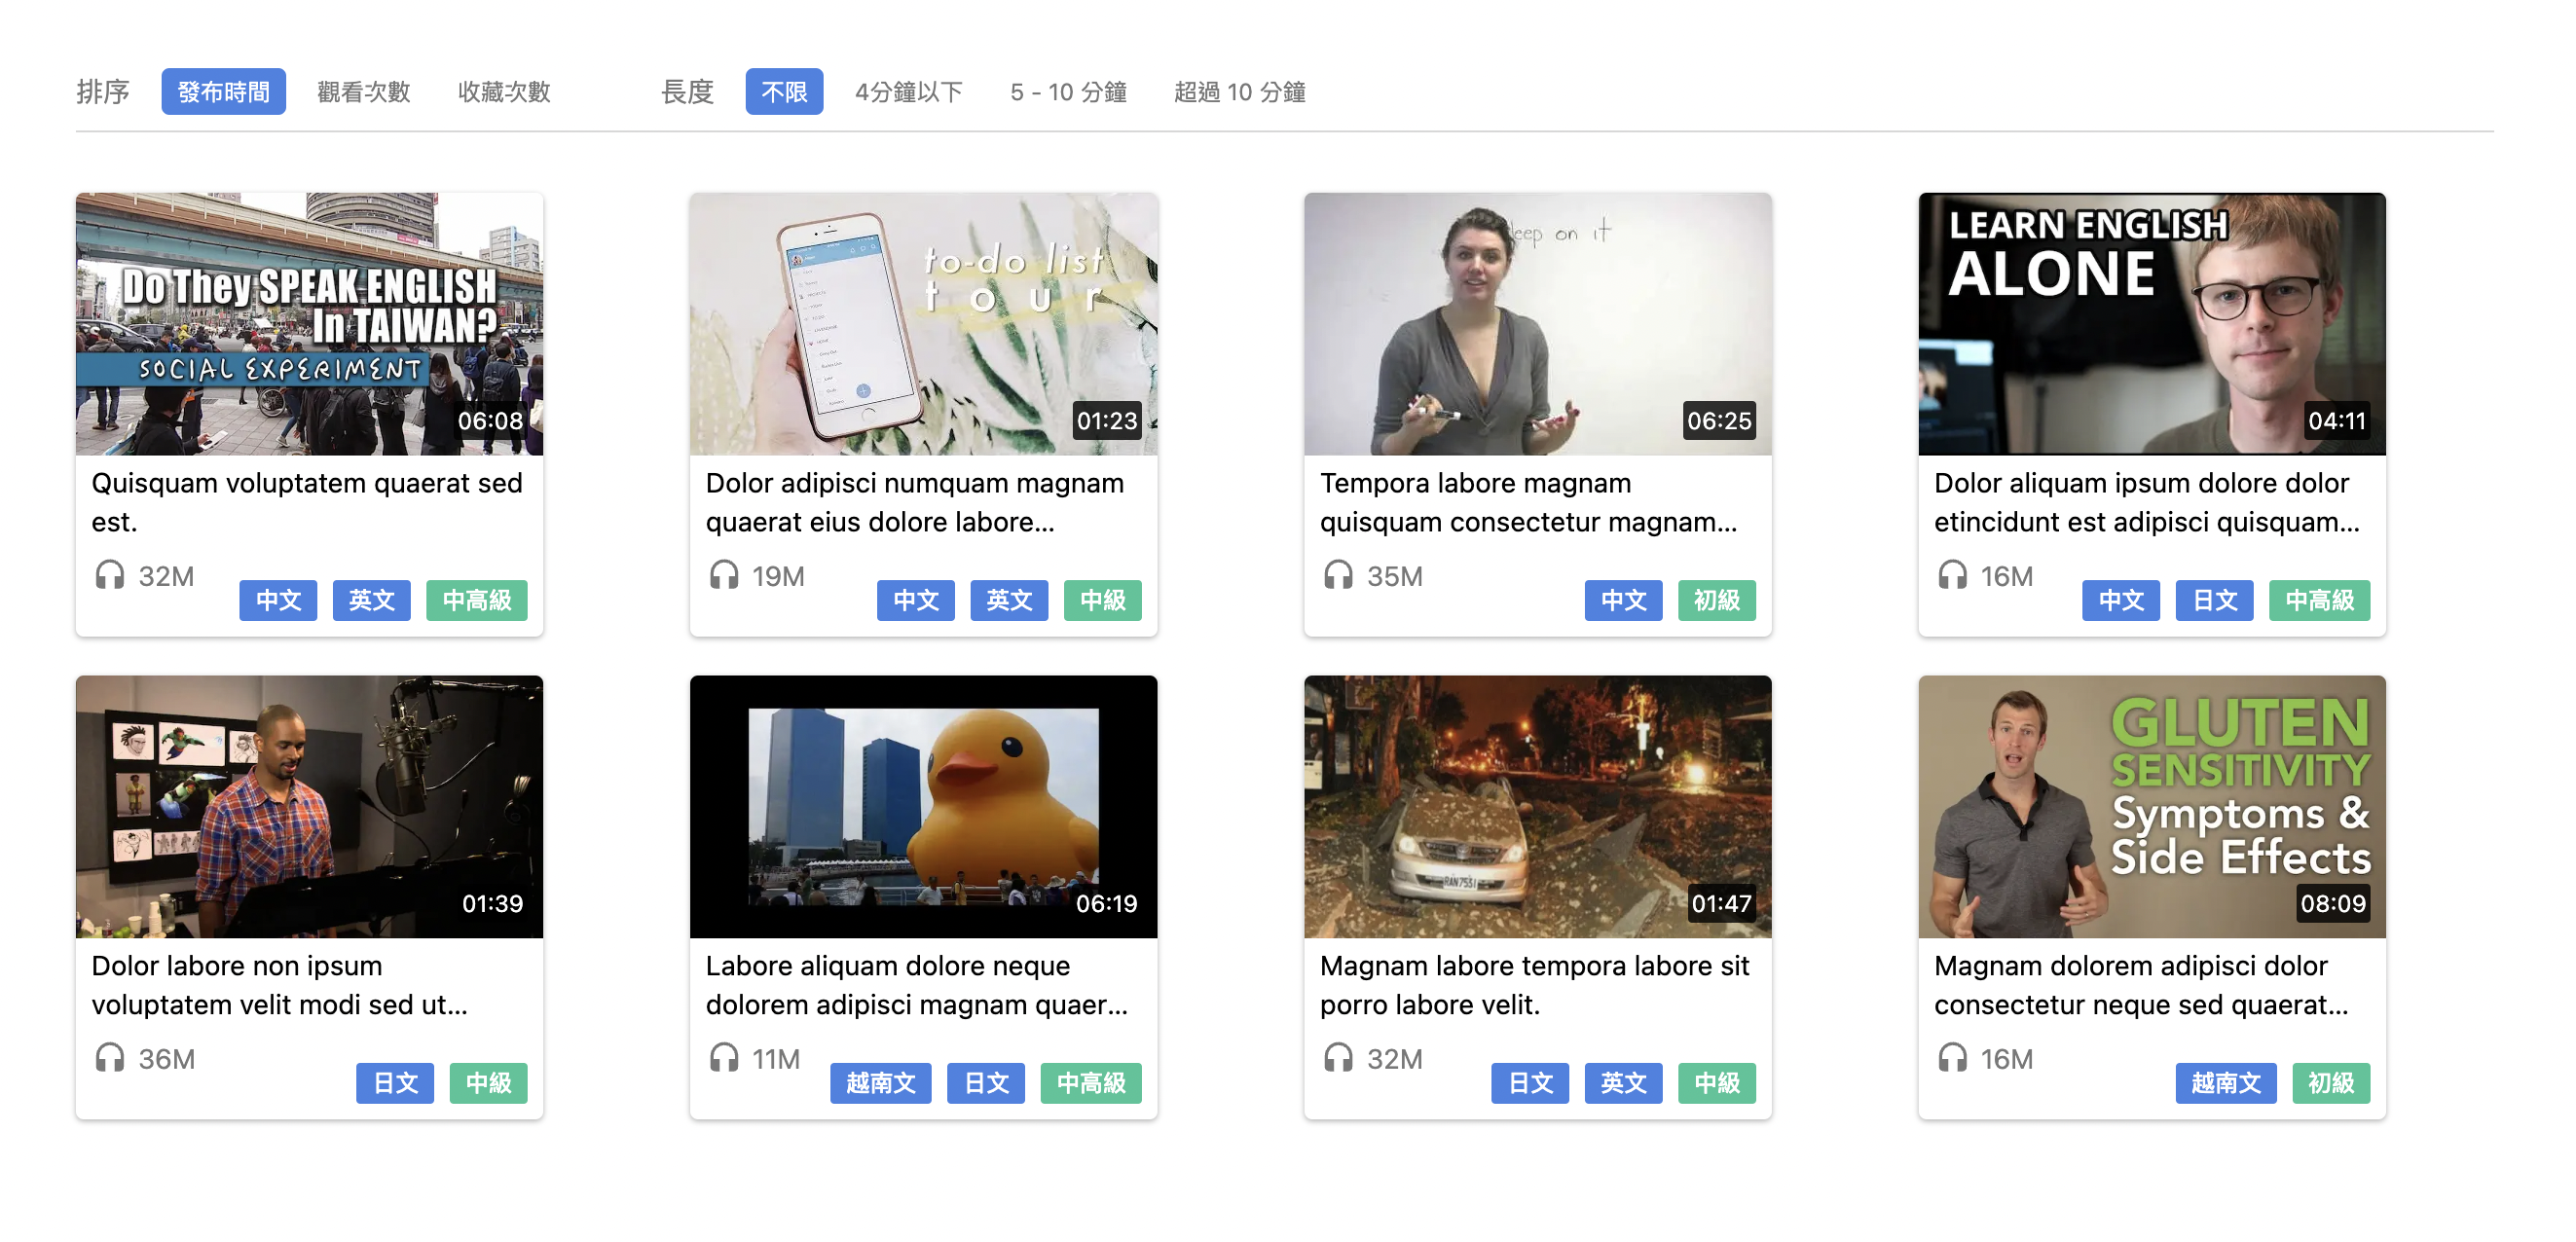 排序 發布時間 觀看次數 收藏次數 長度 不限 4分鐘以下 5 - 10 分鐘 超過 10 分鐘
Do They SPEAK ENGLISH
In TAIWAN?
SOCIAL EXPERIMENT
06:08
Quisquam voluptatem quaerat sed
est.
32M
中文 英文 中高級
to-do list
tour
01:23
Dolor adipisci numquam magnam
quaerat eius dolore labore...
19M
中文 英文 中級
eep on it
06:25
Tempora labore magnam
quisquam consectetur magnam...
35M
中文 初級
LEARN ENGLISH
ALONE
04:11
Dolor aliquam ipsum dolore dolor
etincidunt est adipisci quisquam...
16M
中文 日文 中高級
01:39
Dolor labore non ipsum
voluptatem velit modi sed ut...
36M
日文 中級
06:19
Labore aliquam dolore neque
dolorem adipisci magnam quaer...
11M
越南文 日文 中高級
RAN7551
01:47
Magnam labore tempora labore sit
porro labore velit.
32M
日文 英文 中級
GLUTEN
SENSITIVITY
Symptoms &
Side Effects
08:09
Magnam dolorem adipisci dolor
consectetur neque sed quaerat...
16M
越南文 初級